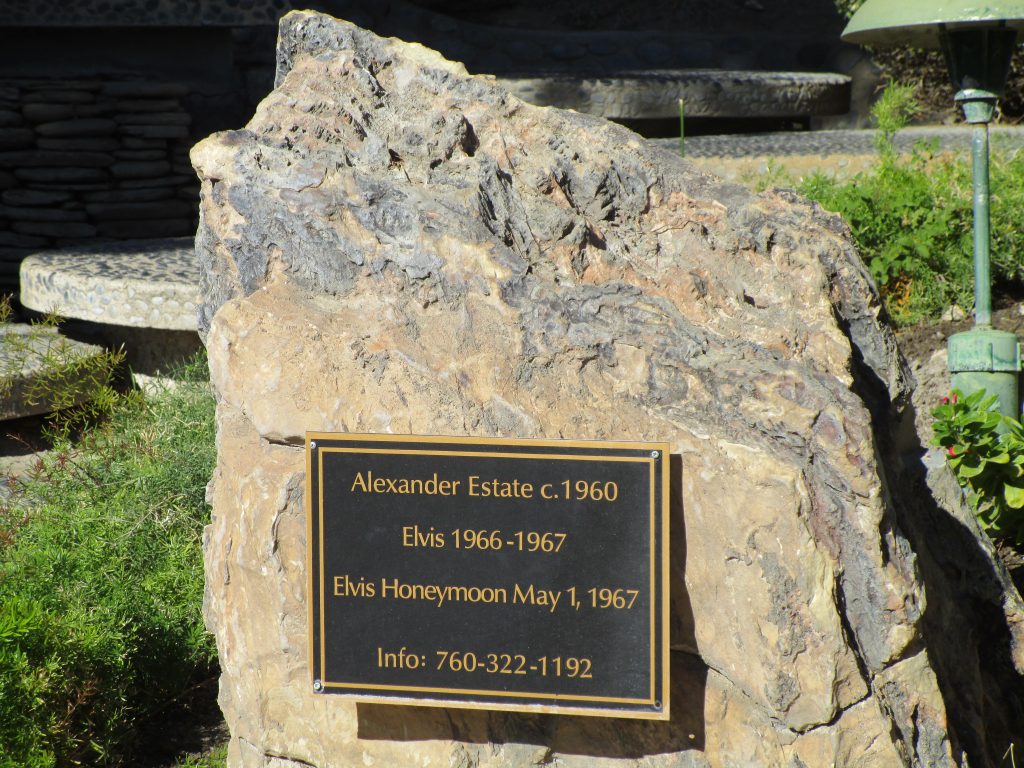 Alexander Estate c.1960
Elvis 1966-1967
Elvis Honeymoon May 1, 1967
Info: 760-322-1192